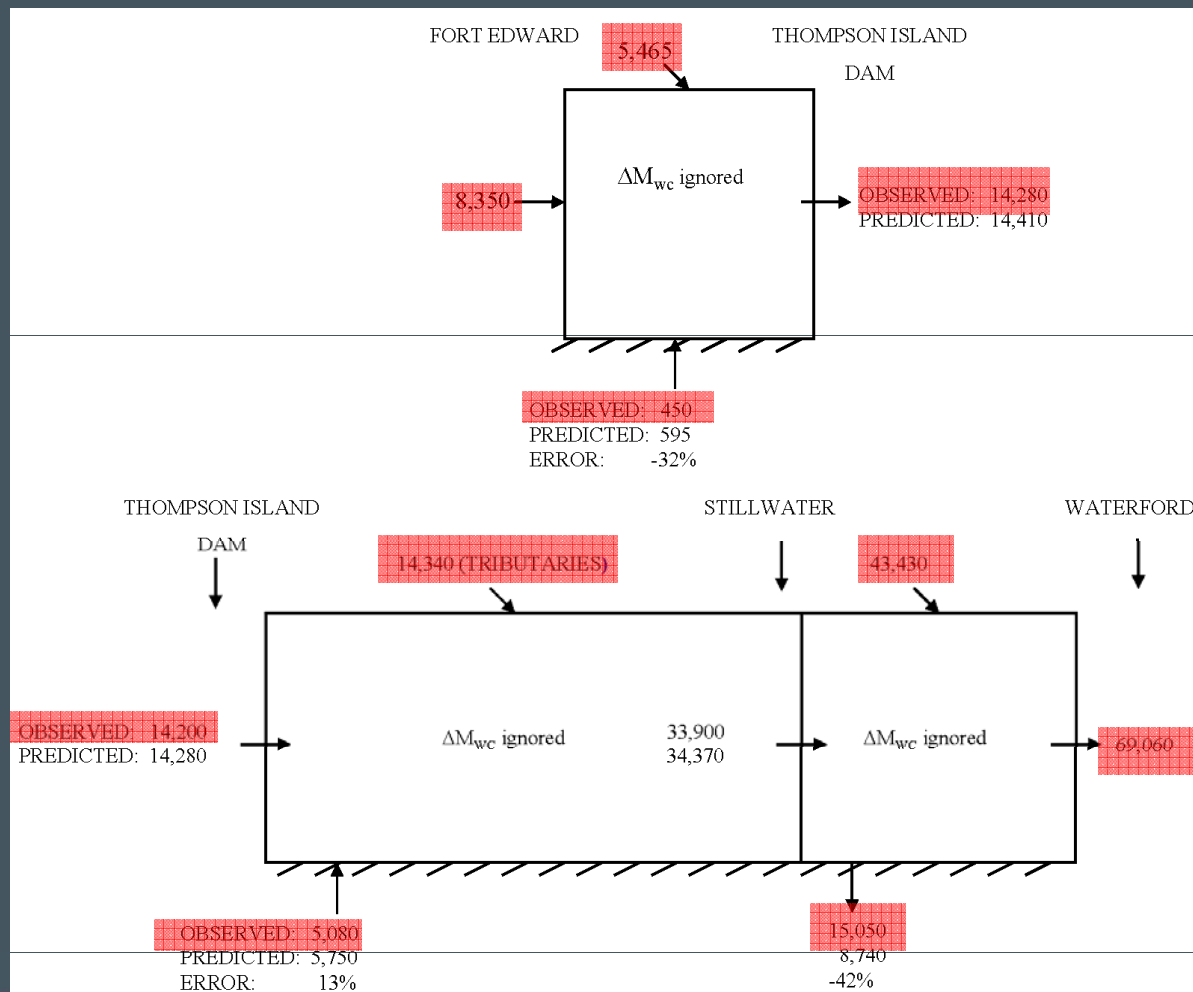 FORT EDWARD
5,465
THOMPSON ISLAND
DAM
ΔMwc ignored
8,350
OBSERVED: 14,280
PREDICTED: 14,410
OBSERVED: 450
PREDICTED: 595
ERROR: -32%
THOMPSON ISLAND
DAM
STILLWATER
WATERFORD
14,340 (TRIBUTARIES)
43,430
OBSERVED: 14,200
PREDICTED: 14,280
ΔMwc ignored
33,900
34,370
ΔMwc ignored
69,060
OBSERVED: 5,080
PREDICTED: 5,750
ERROR: 13%
15,050
8,740
-42%